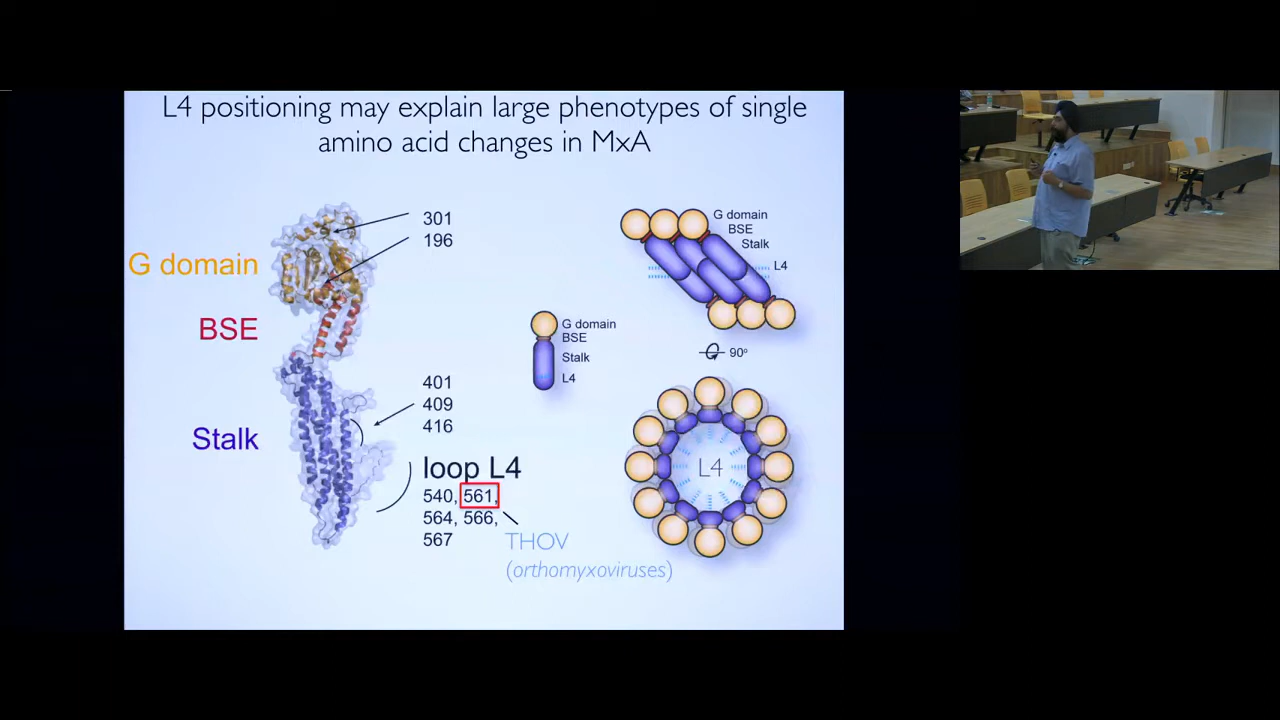 L4 positioning may explain large phenotypes of single
amino acid changes in MxA
G domain
BSE
Stalk
301
196
401
409
416
loop L4
540, 561,
564, 566,
567
THOV
(orthomyxoviruses)
G domain
BSE
Stalk
L4
G domain
BSE
Stalk
L4
90°
L4